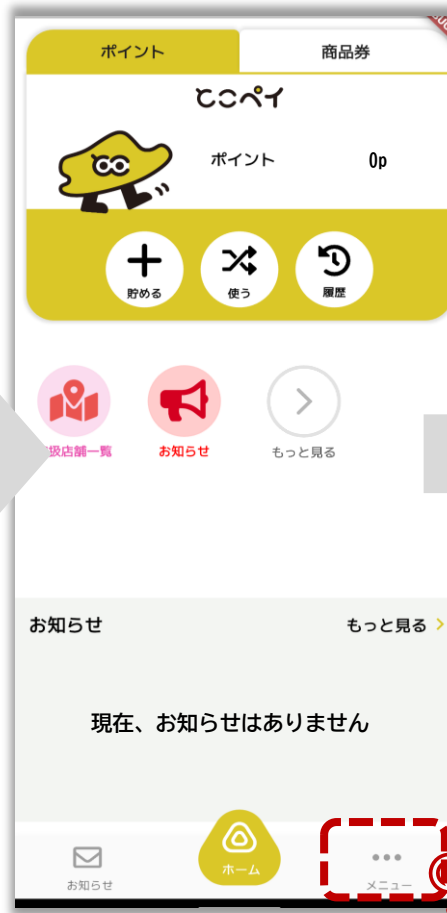 ポイント 商品券
とこペイ
ポイント 0p
貯める 使う 履歴
扱店舗一覧 お知らせ もっと見る
お知らせ もっと見る
現在、お知らせはありません
お知らせ ホーム メニュー